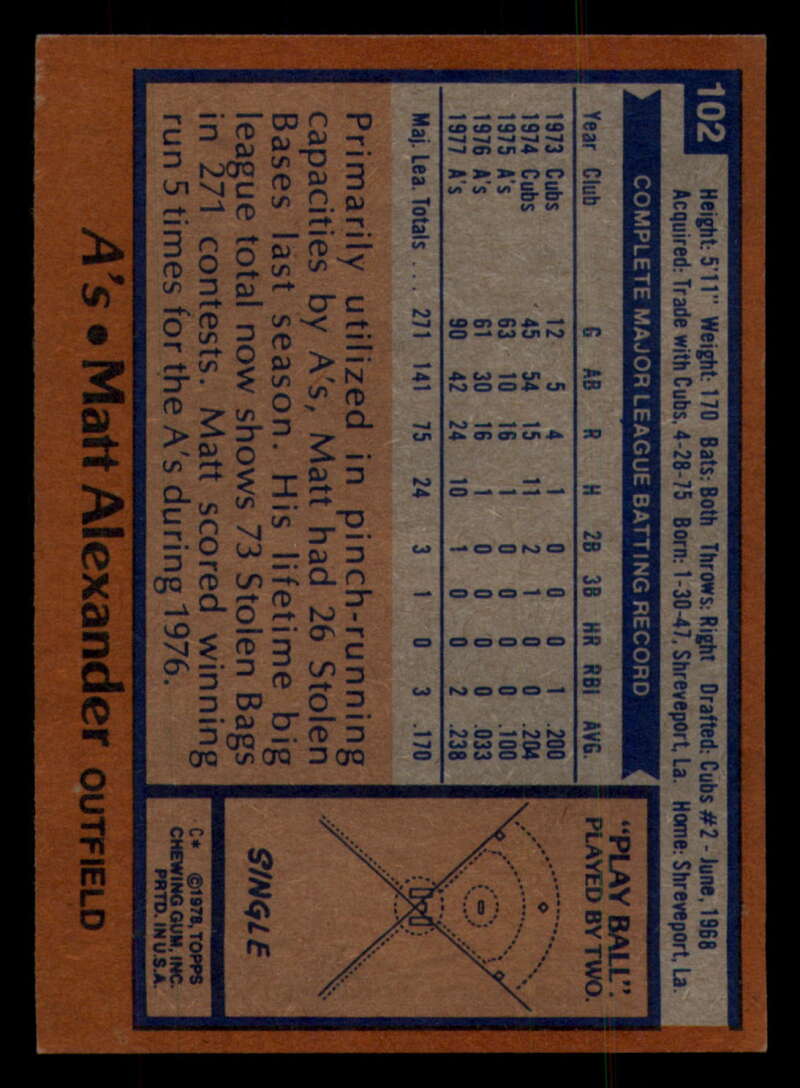 102
Height: 5'11" Weight: 170 Bats: Both Throws: Right Drafted: Cubs #2 - June, 1968
Acquired: Trade with Cubs, 4-28-75 Born: 1-30-47, Shreveport, La. Home: Shreveport, La.
COMPLETE MAJOR LEAGUE BATTING RECORD
Year Club G AB R H 2B 3B HR RBI AVG.
1973 Cubs 12 5 4 1 0 0 0 1 .200
1974 Cubs 45 54 15 11 2 1 0 0 .204
1975 A's 63 10 16 1 0 0 0 0 .100
1976 A's 61 30 16 1 0 0 0 0 .033
1977 A's 90 42 24 10 1 0 0 2 .238
Maj. Lea. Totals .... 271 141 75 24 3 1 0 3 .170
Primarily utilized in pinch-running
capacities by A's, Matt had 26 Stolen
Bases last season. His lifetime big
league total now shows 73 Stolen Bags
in 271 contests. Matt scored winning
run 5 times for the A's during 1976.
"PLAY BALL".
PLAYED BY TWO.
SINGLE
C* ©1978, TOPPS
CHEWING GUM, INC.
PRTD. IN U.S.A.
A's • Matt Alexander OUTFIELD